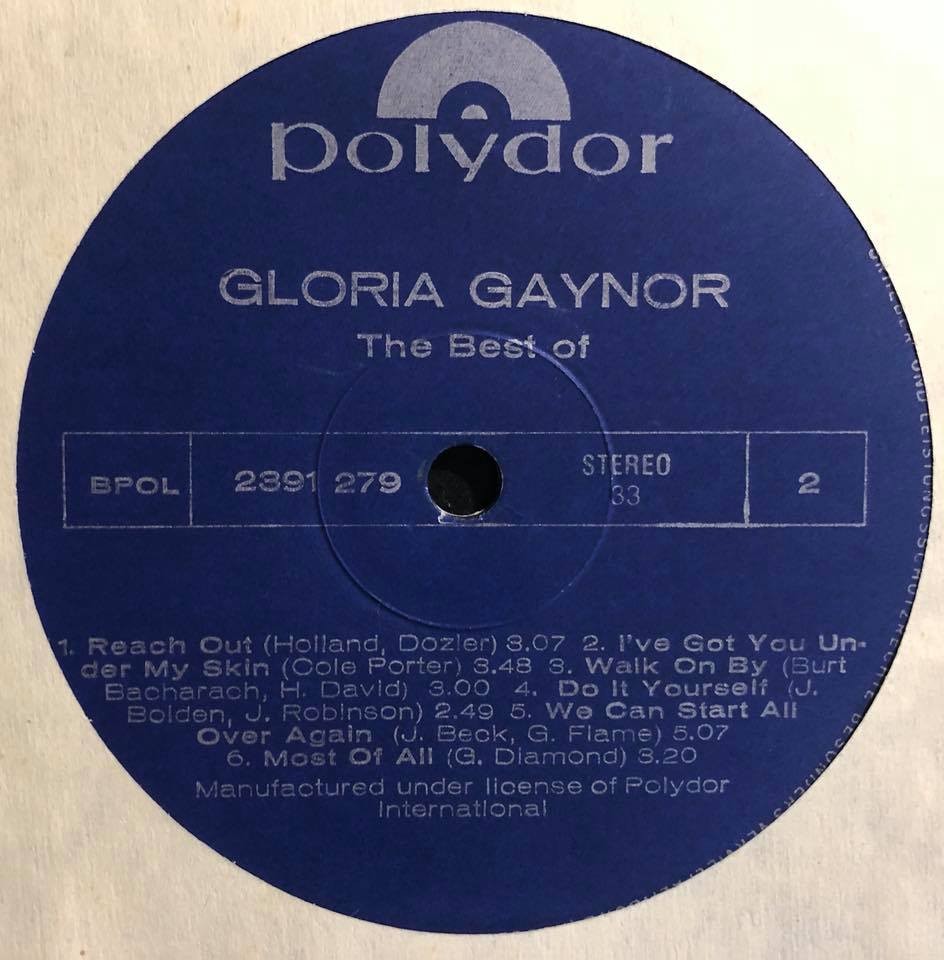 polydor
GLORIA GAYNOR
The Best of
BPOL 2391 279 STEREO 2
33
1. Reach Out (Holland, Dozier) 3.07 2. I've Got You Un-
der My Skin (Cole Porter) 3.48 3. Walk On By (Burt
Bacharach, H. David) 3.00 4. Do It Yourself (J.
Bolden, J. Robinson) 2.49 5. We Can Start All
Over Again (J. Beck, G. Flame) 5.07
6. Most Of All (G. Diamond) 3.20
Manufactured under license of Polydor
International
UND LEISTUNGSSCHUTZRECHTE